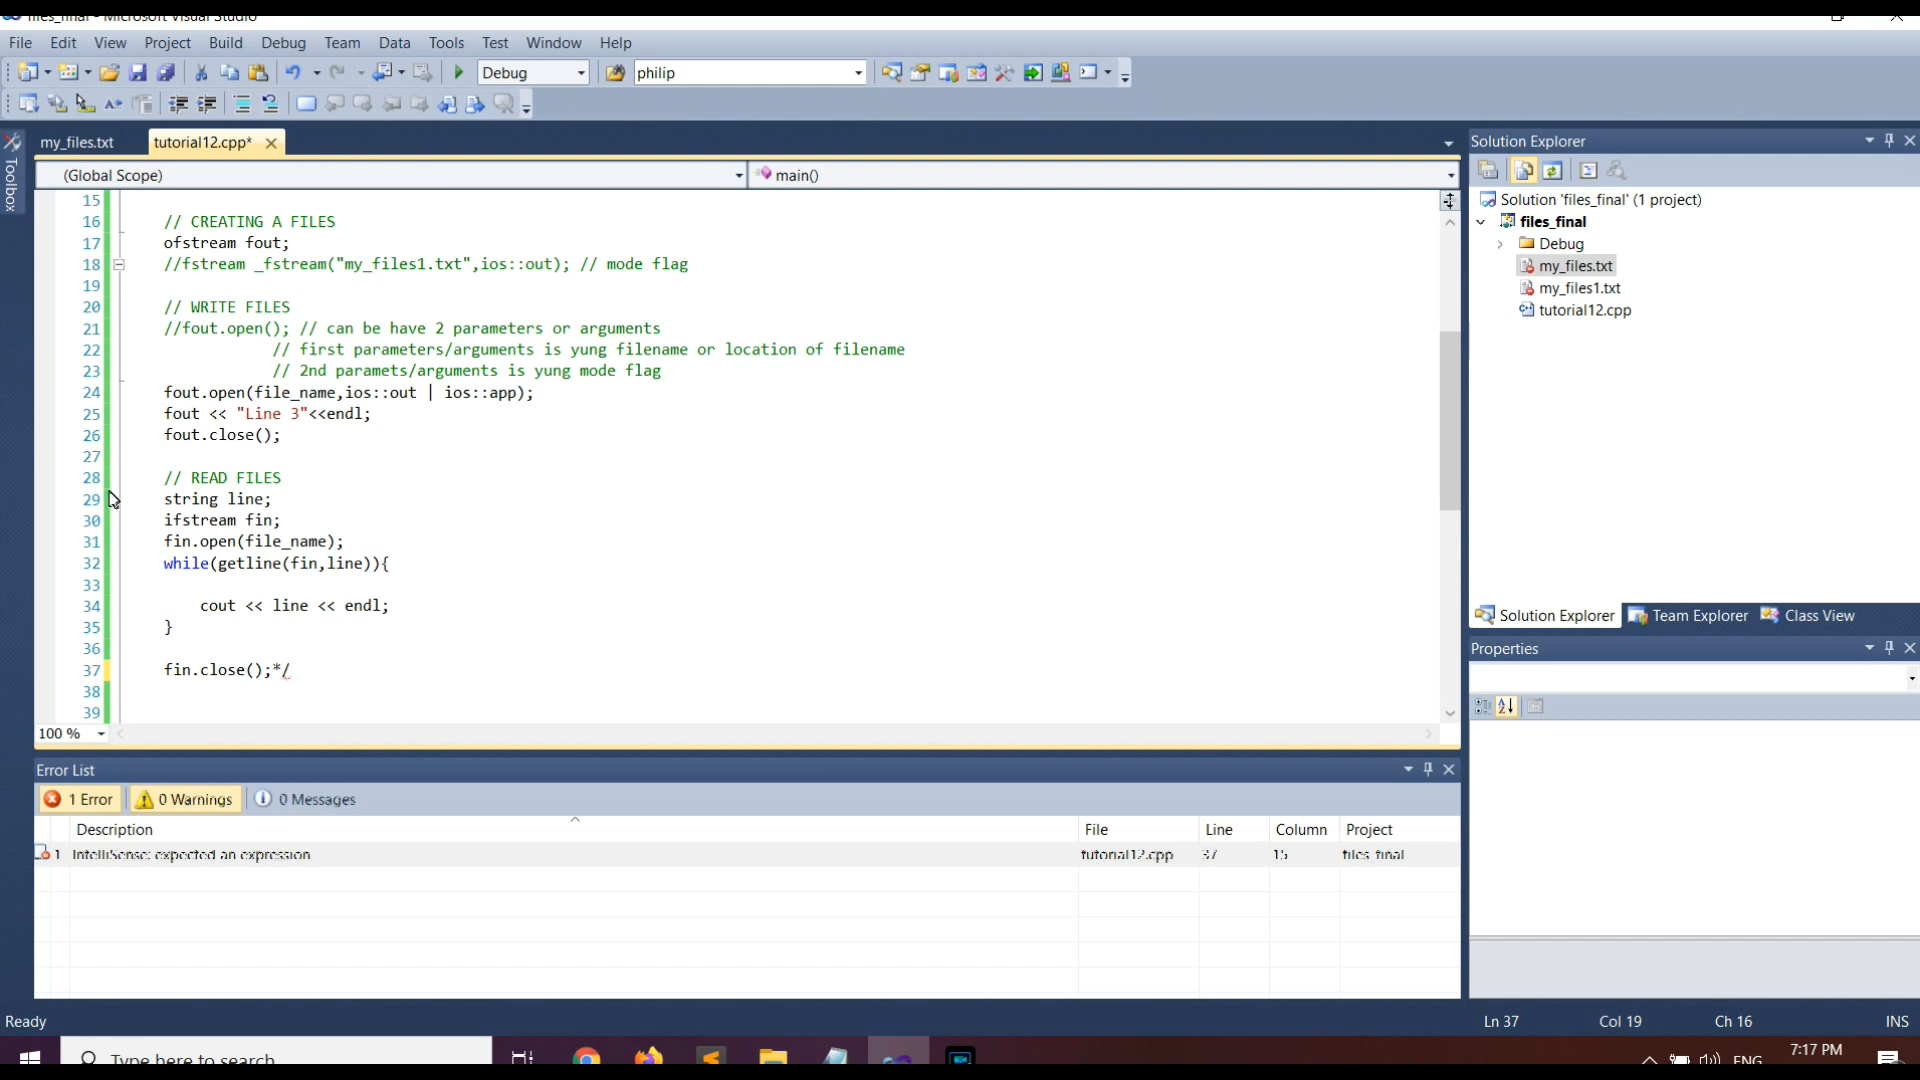 files_final - Microsoft Visual Studio
File Edit View Project Build Debug Team Data Tools Test Window Help
Debug philip
my_files.txt tutorial12.cpp*
Toolbox
(Global Scope) main()
15
16 // CREATING A FILES
17 ofstream fout;
18 //fstream _fstream("my_files1.txt",ios::out); // mode flag
19
20 // WRITE FILES
21 //fout.open(); // can be have 2 parameters or arguments
22 // first parameters/arguments is yung filename or location of filename
23 // 2nd paramets/arguments is yung mode flag
24 fout.open(file_name,ios::out | ios::app);
25 fout << "Line 3"<<endl;
26 fout.close();
27
28 // READ FILES
29 string line;
30 ifstream fin;
31 fin.open(file_name);
32 while(getline(fin,line)){
33
34 cout << line << endl;
35 }
36
37 fin.close();*/
38
39
100 %
Error List
1 Error 0 Warnings 0 Messages
Description File Line Column Project
1 IntelliSense: expected an expression tutorial12.cpp 37 15 files_final
Solution Explorer
Solution 'files_final' (1 project)
files_final
Debug
my_files.txt
my_files1.txt
tutorial12.cpp
Solution Explorer Team Explorer Class View
Properties
Ready Ln 37 Col 19 Ch 16 INS
Type here to search ENG 7:17 PM